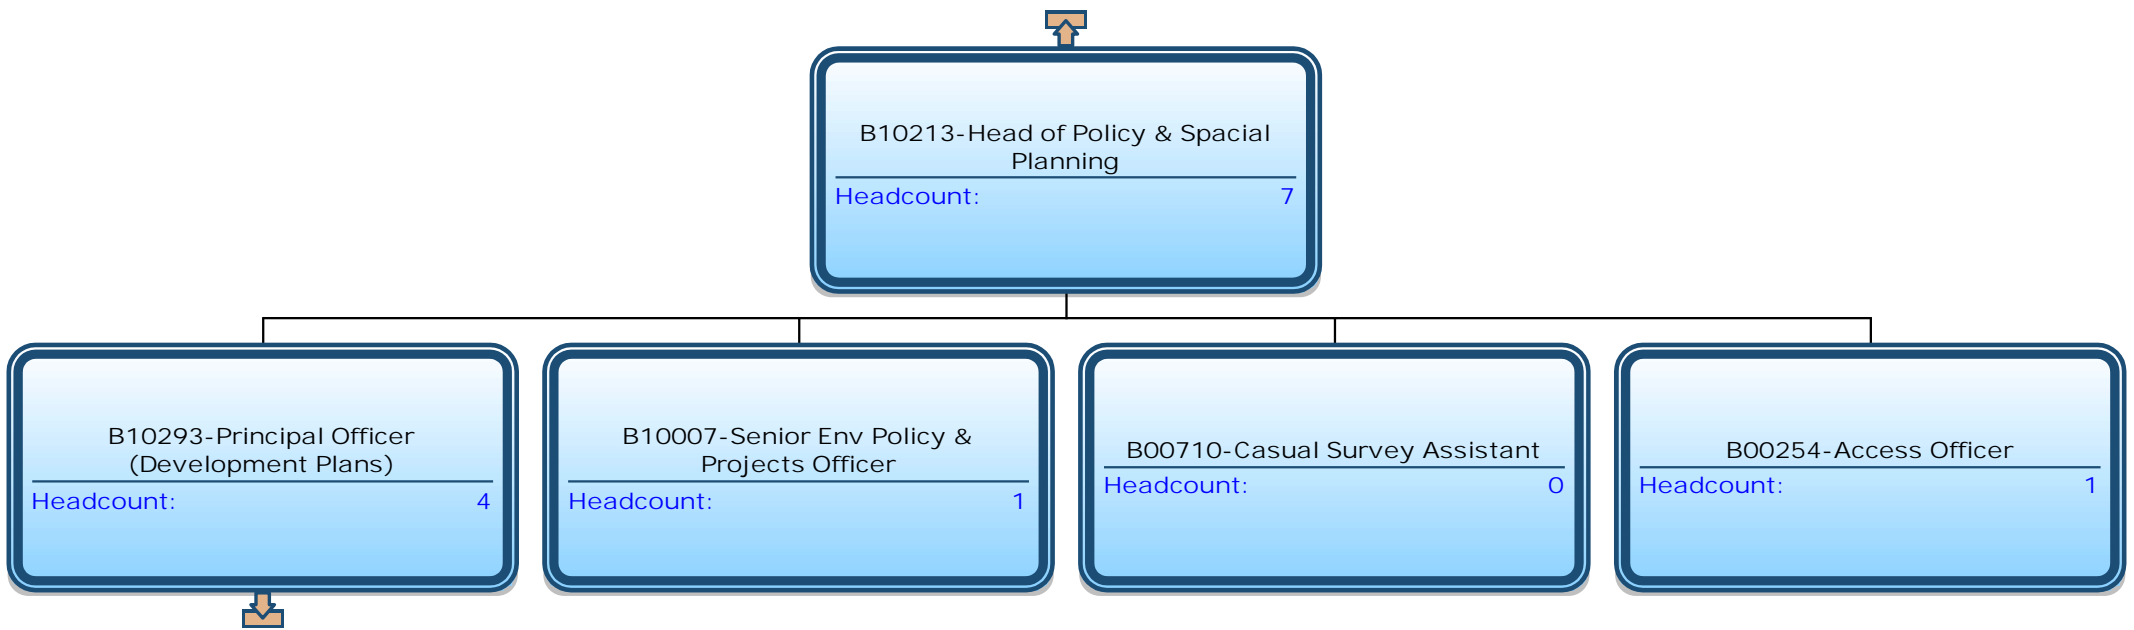 B10213-Head of Policy & Spacial
Planning
Headcount: 7
B10293-Principal Officer
(Development Plans)
Headcount: 4
B10007-Senior Env Policy &
Projects Officer
Headcount: 1
B00710-Casual Survey Assistant
Headcount: 0
B00254-Access Officer
Headcount: 1